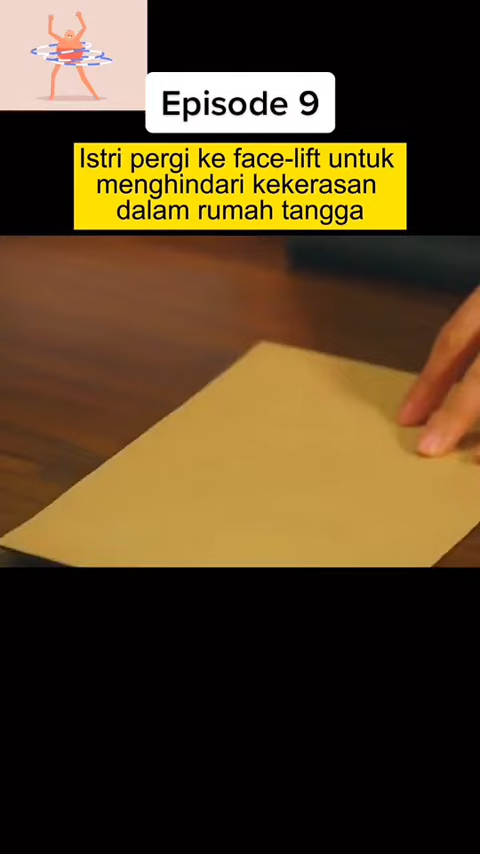 Episode 9
Istri pergi ke face-lift untuk
menghindari kekerasan
dalam rumah tangga